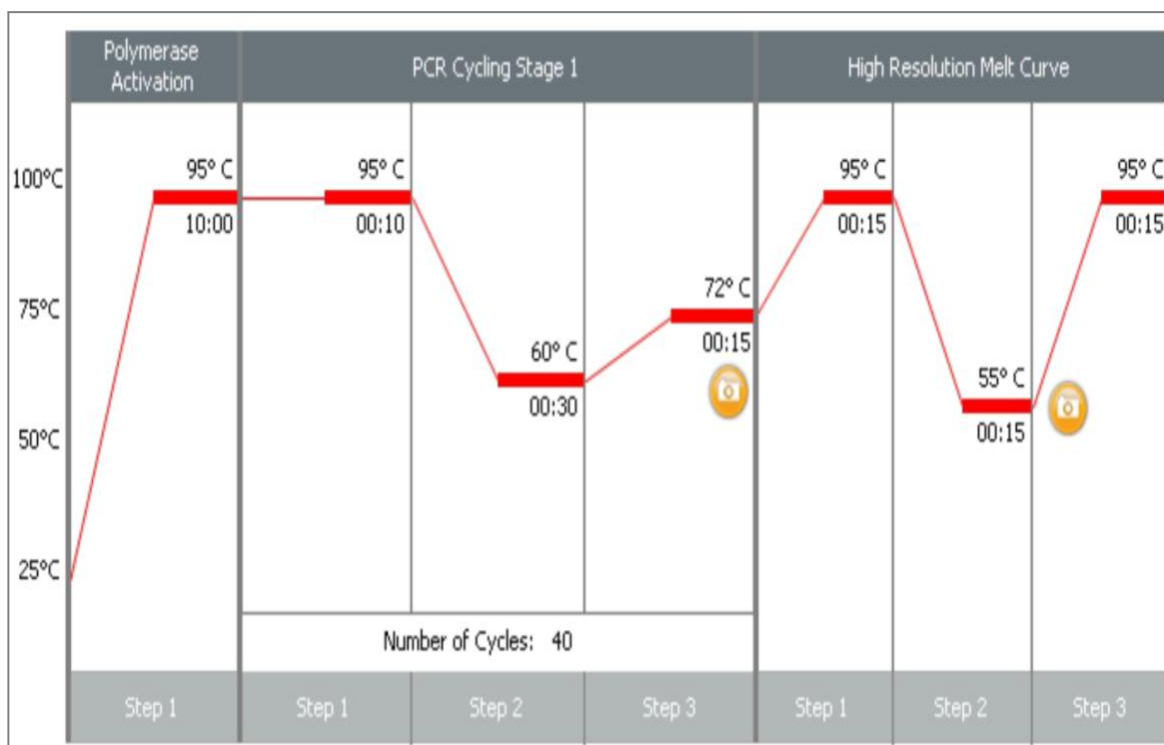 Polymerase
Activation
PCR Cycling Stage 1
High Resolution Melt Curve
100°C
75°C
50°C
25°C
95° C
10:00
95° C
00:10
60° C
00:30
72° C
00:15
95° C
00:15
55° C
00:15
95° C
00:15
Number of Cycles: 40
Step 1
Step 1
Step 2
Step 3
Step 1
Step 2
Step 3